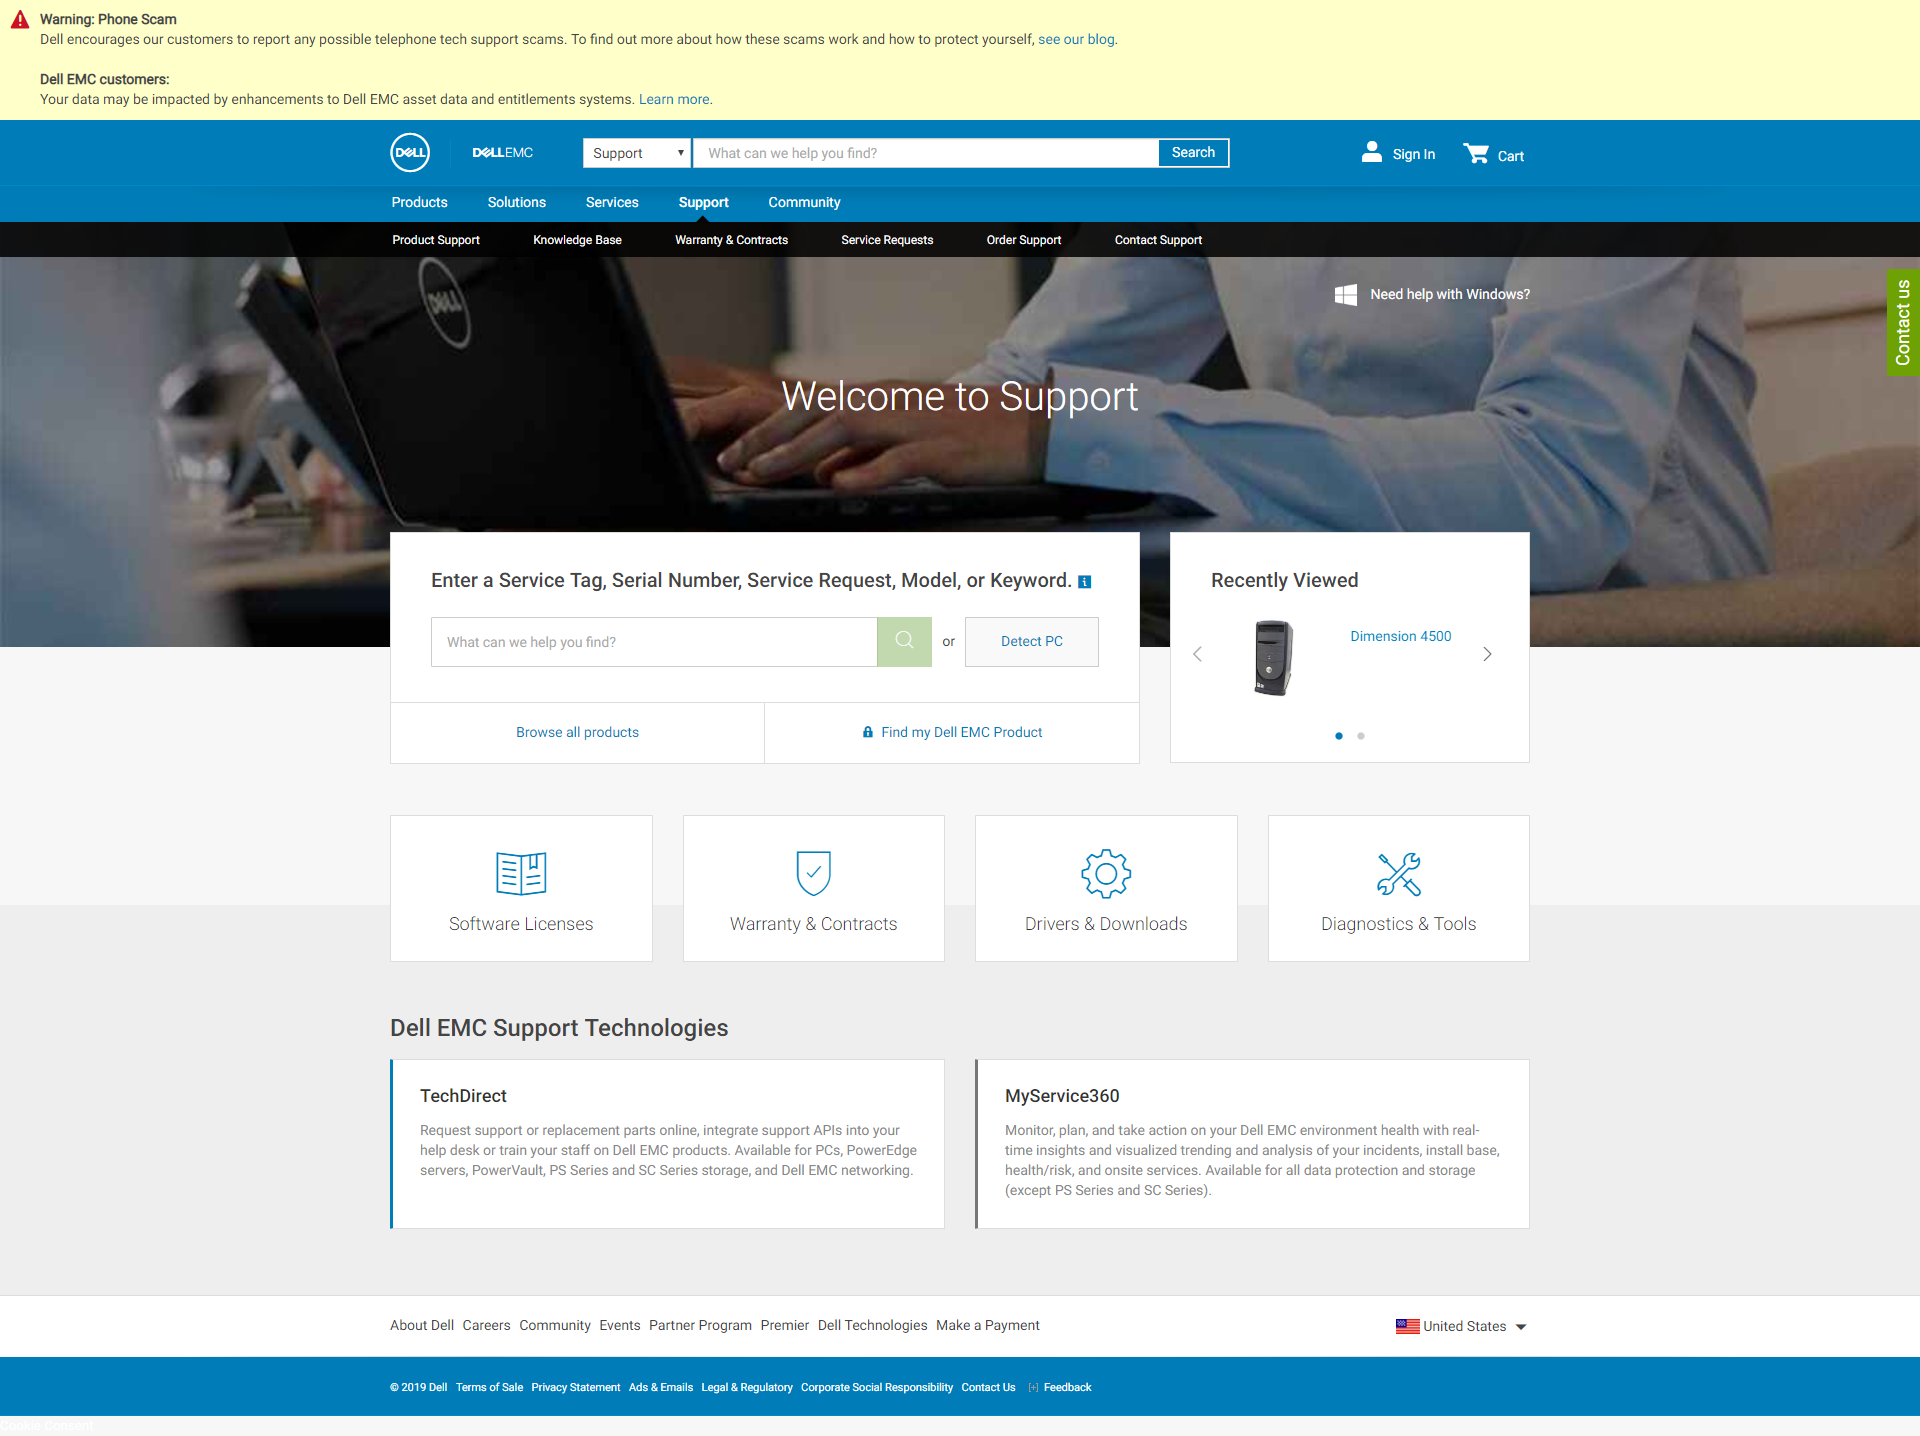 Warning: Phone Scam
Dell encourages our customers to report any possible telephone tech support scams. To find out more about how these scams work and how to protect yourself, see our blog.
Dell EMC customers:
Your data may be impacted by enhancements to Dell EMC asset data and entitlements systems. Learn more.
DELL DELLEMC Support What can we help you find? Search Sign In Cart
Products Solutions Services Support Community
Product Support Knowledge Base Warranty & Contracts Service Requests Order Support Contact Support
DELL
Need help with Windows?
Contact us
Welcome to Support
Enter a Service Tag, Serial Number, Service Request, Model, or Keyword.
What can we help you find? or Detect PC
Browse all products Find my Dell EMC Product
Recently Viewed
Dimension 4500
Software Licenses Warranty & Contracts Drivers & Downloads Diagnostics & Tools
Dell EMC Support Technologies
TechDirect
Request support or replacement parts online, integrate support APIs into your
help desk or train your staff on Dell EMC products. Available for PCs, PowerEdge
servers, PowerVault, PS Series and SC Series storage, and Dell EMC networking.
MyService360
Monitor, plan, and take action on your Dell EMC environment health with real-
time insights and visualized trending and analysis of your incidents, install base,
health/risk, and onsite services. Available for all data protection and storage
(except PS Series and SC Series).
About Dell Careers Community Events Partner Program Premier Dell Technologies Make a Payment United States
© 2019 Dell Terms of Sale Privacy Statement Ads & Emails Legal & Regulatory Corporate Social Responsibility Contact Us [+] Feedback
Cookie Consent